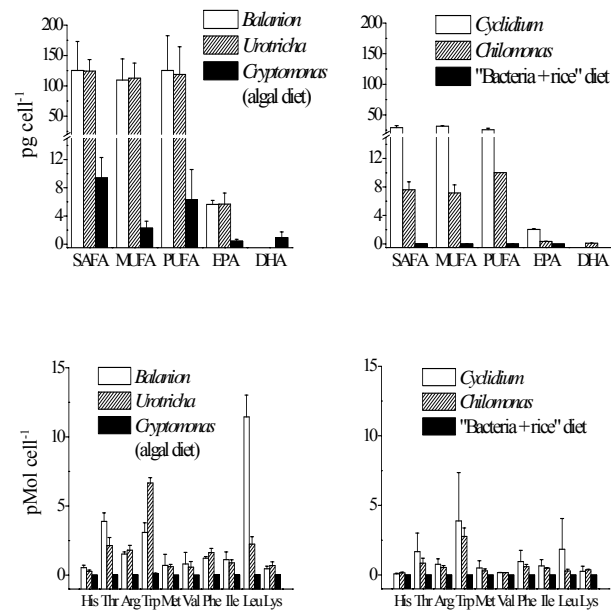 Balanion
Urotricha
Cryptomonas
(algal diet)
pg cell-1
200
150
100
50
12
8
4
0
SAFA MUFA PUFA EPA DHA
Cyclidium
Chilomonas
"Bacteria + rice" diet
200
150
100
50
12
8
4
0
SAFA MUFA PUFA EPA DHA
Balanion
Urotricha
Cryptomonas
(algal diet)
pMol cell-1
15
10
5
0
His Thr Arg Trp Met Val Phe Ile Leu Lys
Cyclidium
Chilomonas
"Bacteria + rice" diet
15
10
5
0
His Thr Arg Trp Met Val Phe Ile Leu Lys